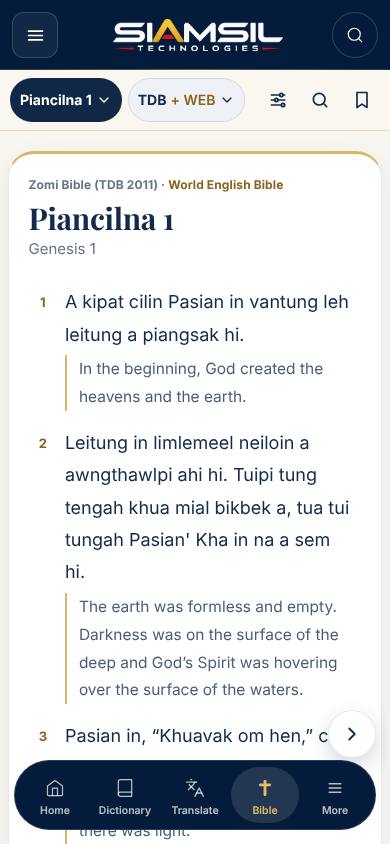 SIAMSIL
TECHNOLOGIES
Piancilna 1
TDB + WEB
Zomi Bible (TDB 2011) · World English Bible
Piancilna 1
Genesis 1
1 A kipat cilin Pasian in vantung leh
leitung a piangsak hi.
In the beginning, God created the
heavens and the earth.
2 Leitung in limlemeel neiloin a
awngthawlpi ahi hi. Tuipi tung
tengah khua mial bikbek a, tua tui
tungah Pasian' Kha in na a sem
hi.
The earth was formless and empty.
Darkness was on the surface of the
deep and God’s Spirit was hovering
over the surface of the waters.
3 Pasian in, “Khuavak om hen,”
there was light.
Home
Dictionary
Translate
Bible
More